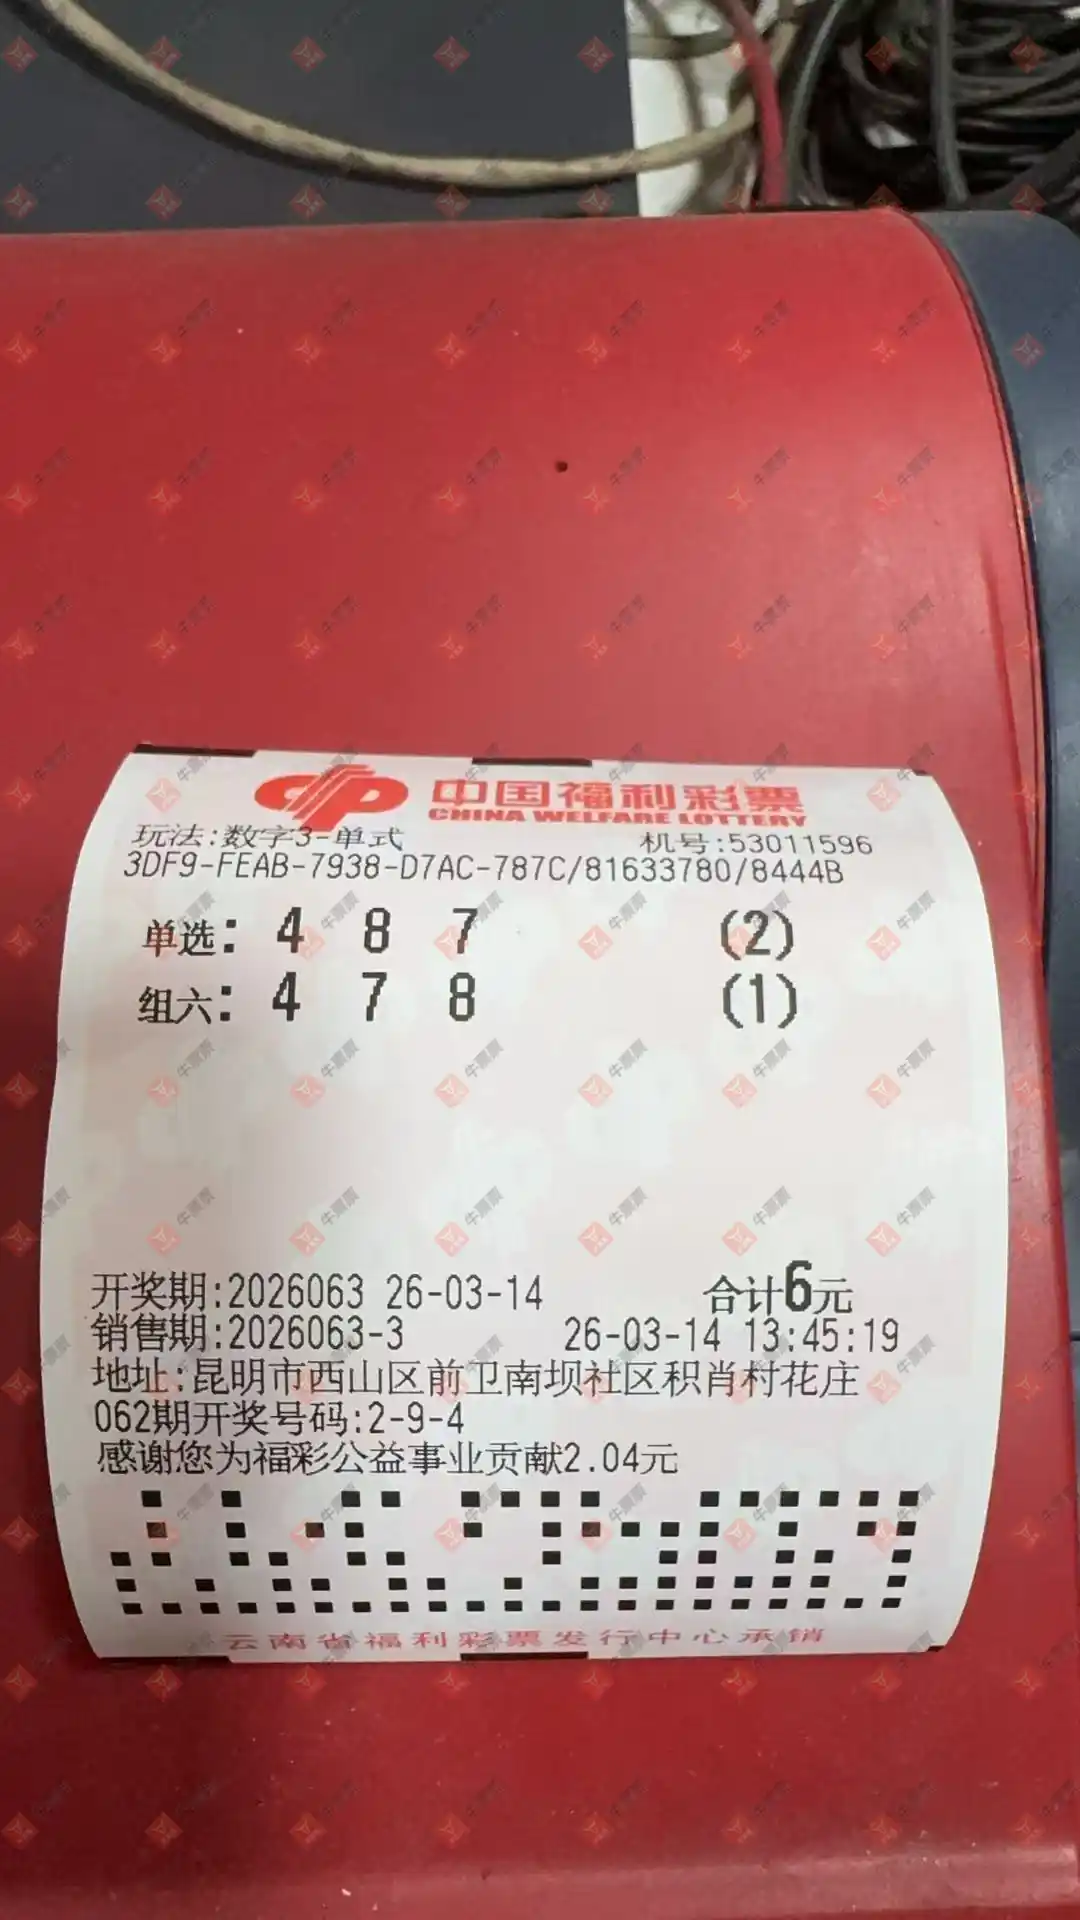 中国福利彩票
CHINA WELFARE LOTTERY
玩法:数字3-单式 机号:53011596
3DF9-FEAB-7938-D7AC-787C/81633780/8444B
单选: 4 8 7 (2)
组六: 4 7 8 (1)
开奖期:2026063 26-03-14 合计6元
销售期:2026063-3 26-03-14 13:45:19
地址:昆明市西山区前卫南坝社区积肖村花庄
062期开奖号码:2-9-4
感谢您为福彩公益事业贡献2.04元
云南省福利彩票发行中心承销
牛票票